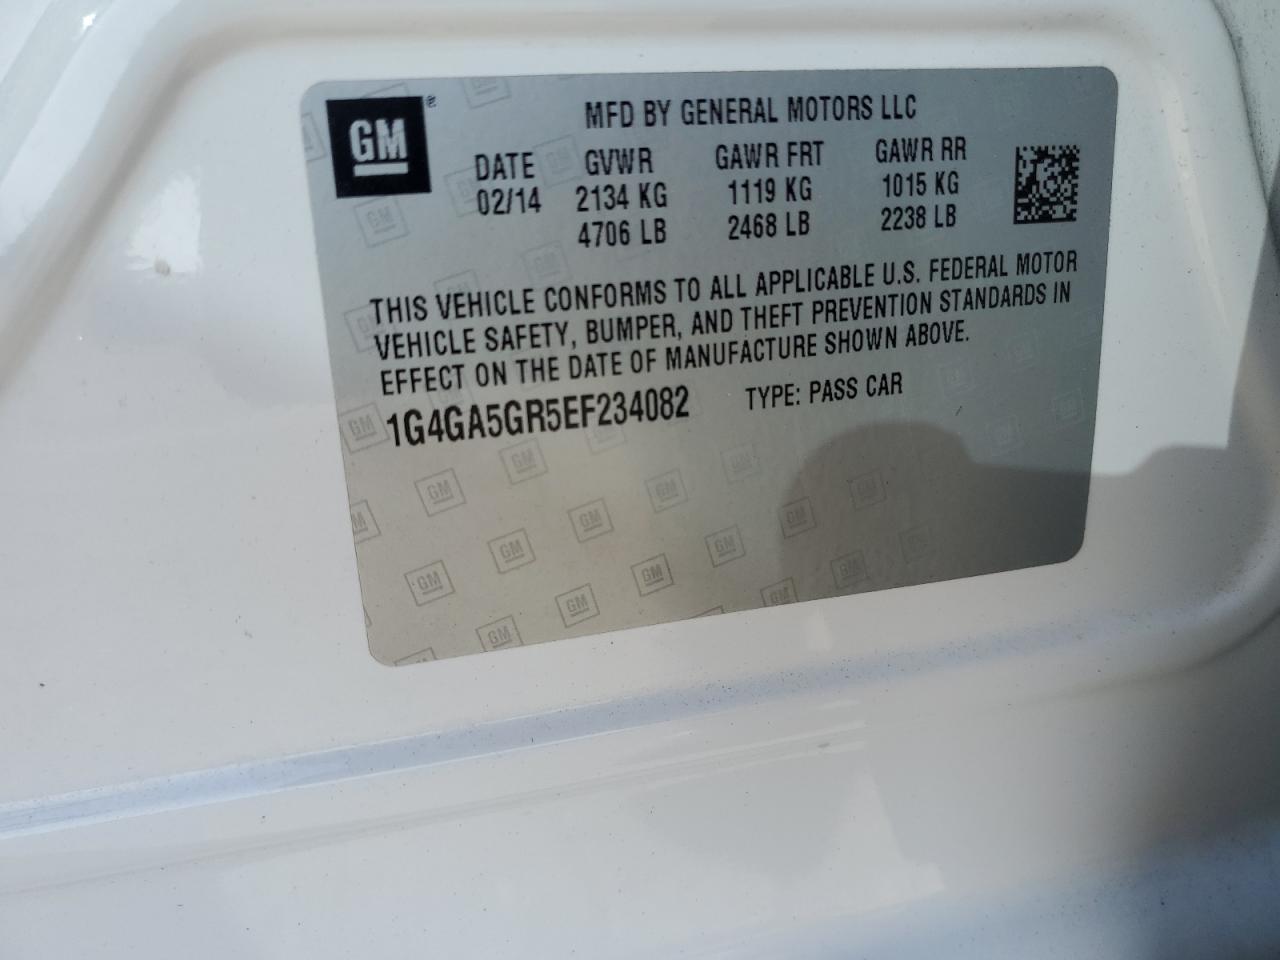 GM®
MFD BY GENERAL MOTORS LLC
DATE GVWR GAWR FRT GAWR RR
02/14 2134 KG 1119 KG 1015 KG
4706 LB 2468 LB 2238 LB
THIS VEHICLE CONFORMS TO ALL APPLICABLE U.S. FEDERAL MOTOR
VEHICLE SAFETY, BUMPER, AND THEFT PREVENTION STANDARDS IN
EFFECT ON THE DATE OF MANUFACTURE SHOWN ABOVE.
1G4GA5GR5EF234082 TYPE: PASS CAR